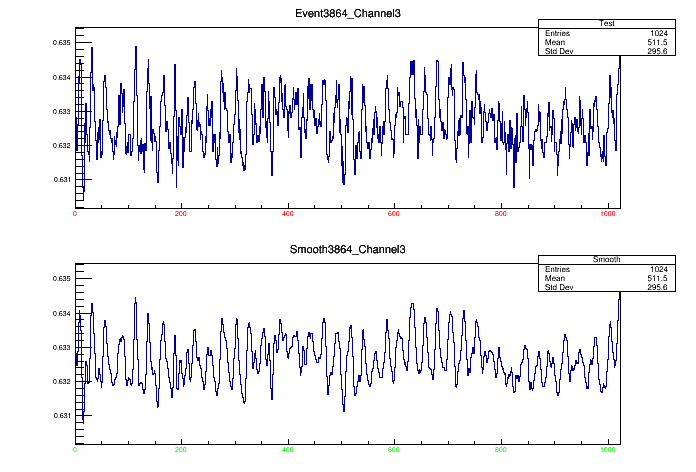 Event3864_Channel3
Test
Entries 1024
Mean 511.5
Std Dev 295.6
0.635
0.634
0.633
0.632
0.631
0 200 400 600 800 1000
Smooth3864_Channel3
Smooth
Entries 1024
Mean 511.5
Std Dev 295.6
0.635
0.634
0.633
0.632
0.631
0 200 400 600 800 1000